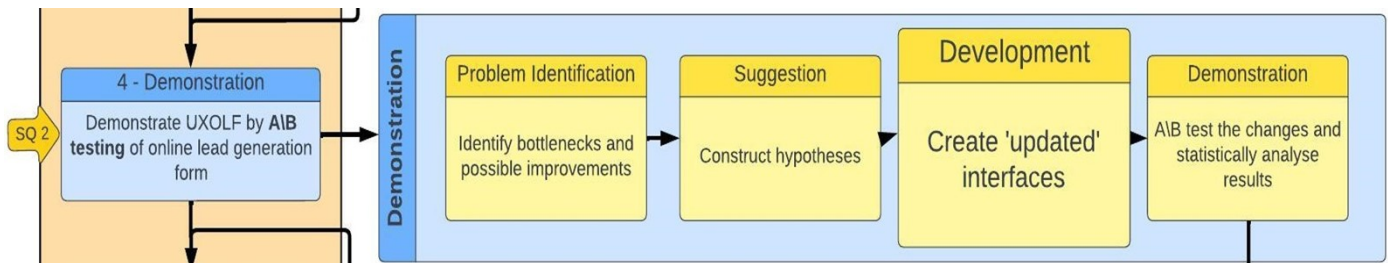 SQ 2
4 - Demonstration
Demonstrate UXOLF by A\B
testing of online lead generation
form
Demonstration
Problem Identification
Identify bottlenecks and
possible improvements
Suggestion
Construct hypotheses
Development
Create 'updated'
interfaces
Demonstration
A\B test the changes and
statistically analyse
results